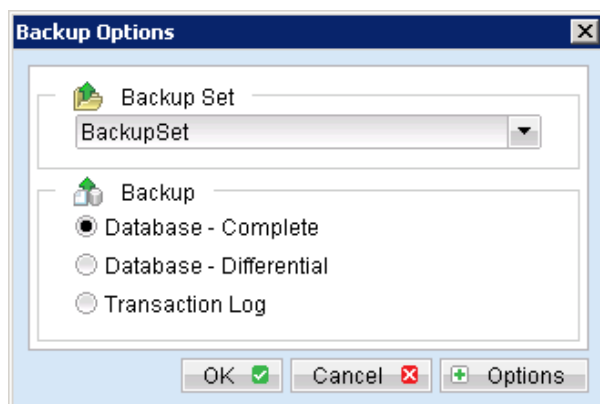 Backup Options
Backup Set
BackupSet
Backup
Database - Complete
Database - Differential
Transaction Log
OK Cancel Options